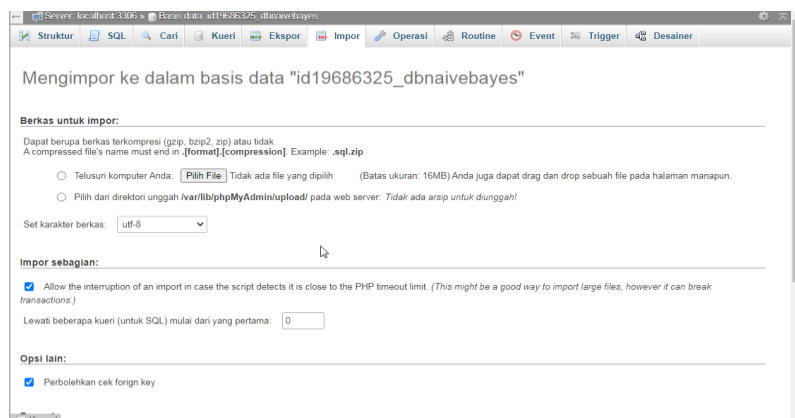 Server: localhost:3306 » Basis data: id19686325_dbnaivebayes
Struktur SQL Cari Kueri Ekspor Impor Operasi Routine Event Trigger Desainer
Mengimpor ke dalam basis data "id19686325_dbnaivebayes"
Berkas untuk impor:
Dapat berupa berkas terkompresi (gzip, bzip2, zip) atau tidak.
A compressed file's name must end in .[format].[compression]. Example: .sql.zip
Telusuri komputer Anda: Pilih File Tidak ada file yang dipilih (Batas ukuran: 16MB) Anda juga dapat drag dan drop sebuah file pada halaman manapun.
Pilih dari direktori unggah /var/lib/phpMyAdmin/upload/ pada web server: Tidak ada arsip untuk diunggah!
Set karakter berkas: utf-8
Impor sebagian:
Allow the interruption of an import in case the script detects it is close to the PHP timeout limit. (This might be a good way to import large files, however it can break
transactions.)
Lewati beberapa kueri (untuk SQL) mulai dari yang pertama: 0
Opsi lain:
Perbolehkan cek forign key